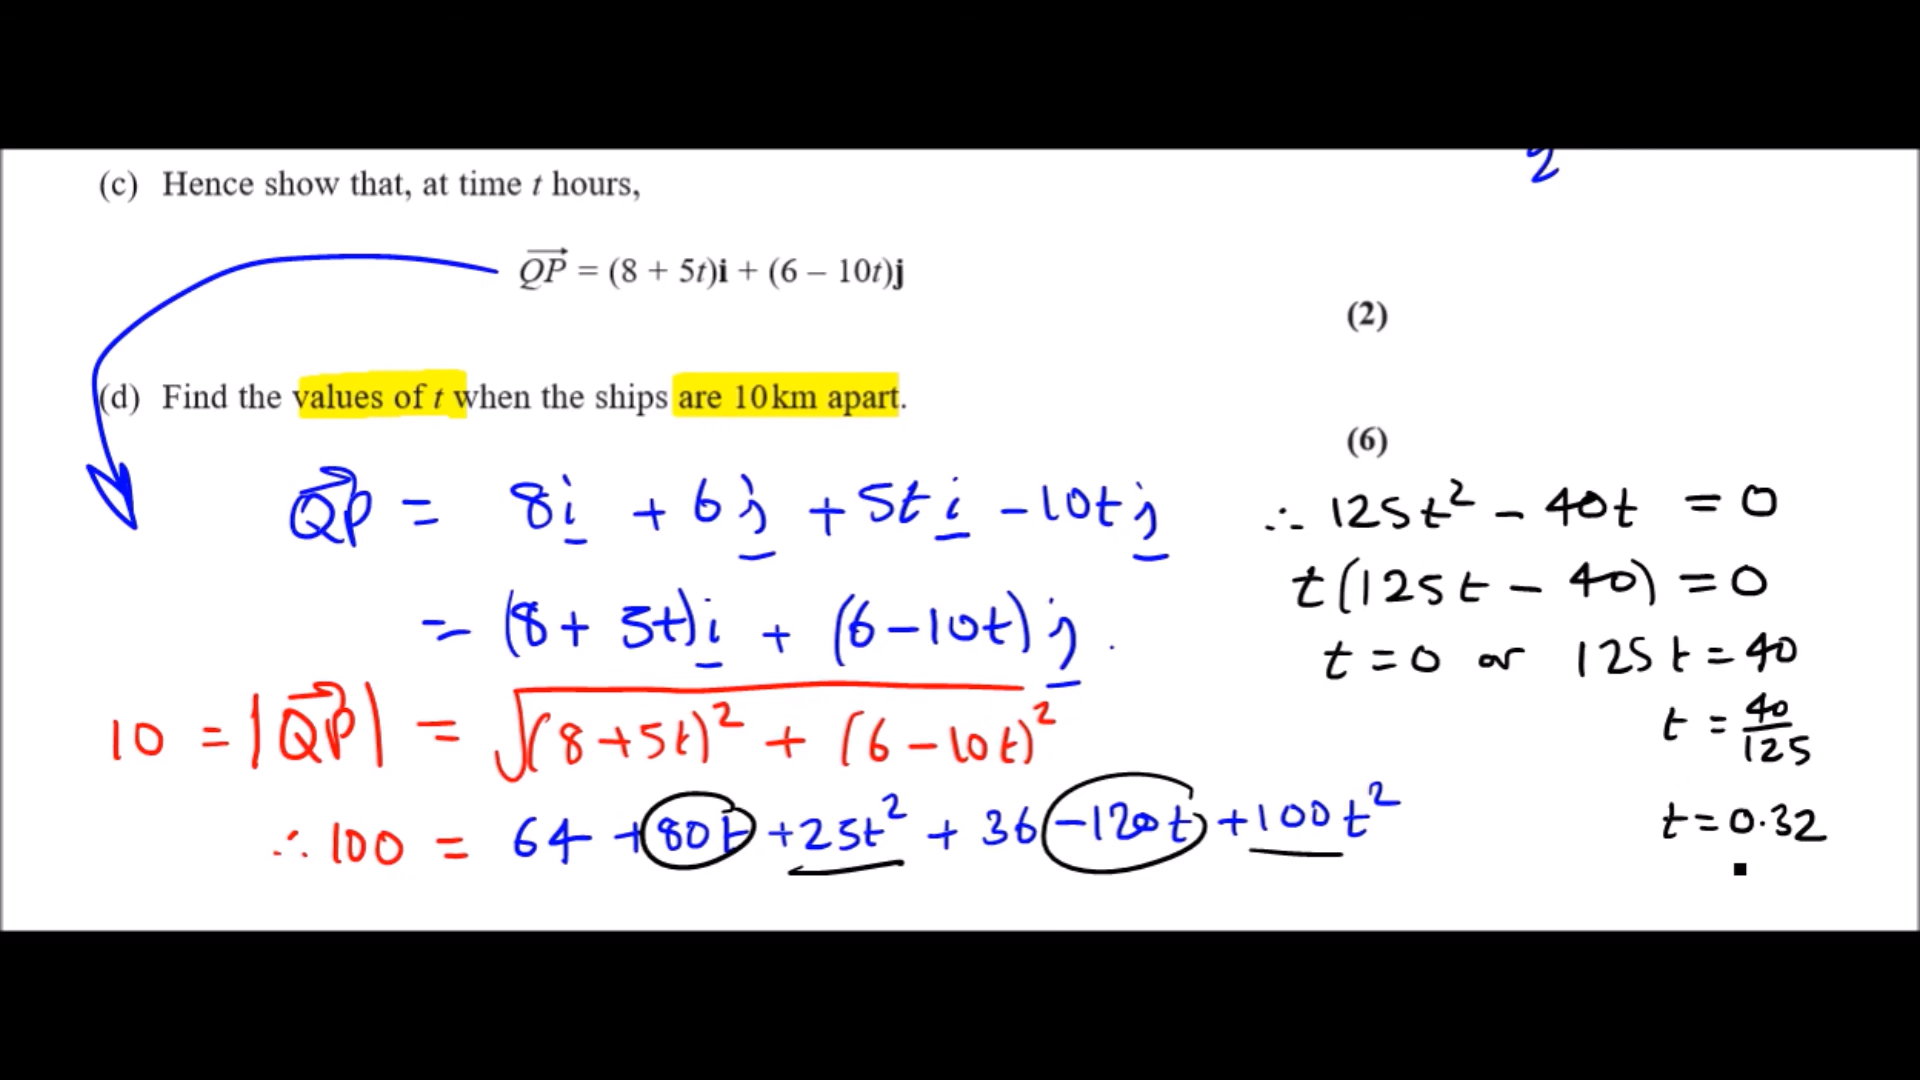 2
(c) Hence show that, at time t hours,
QP = (8 + 5t)i + (6 – 10t)j
(2)
(d) Find the values of t when the ships are 10 km apart.
(6)
QP = 8i + 6j + 5ti - 10tj
= (8 + 5t)i + (6 - 10t)j.
10 = |QP| = √(8+5t)² + (6-10t)²
∴ 100 = 64 + 80t + 25t² + 36 - 120t + 100t²
∴ 125t² - 40t = 0
t(125t - 40) = 0
t = 0 or 125t = 40
t = 40/125
t = 0.32